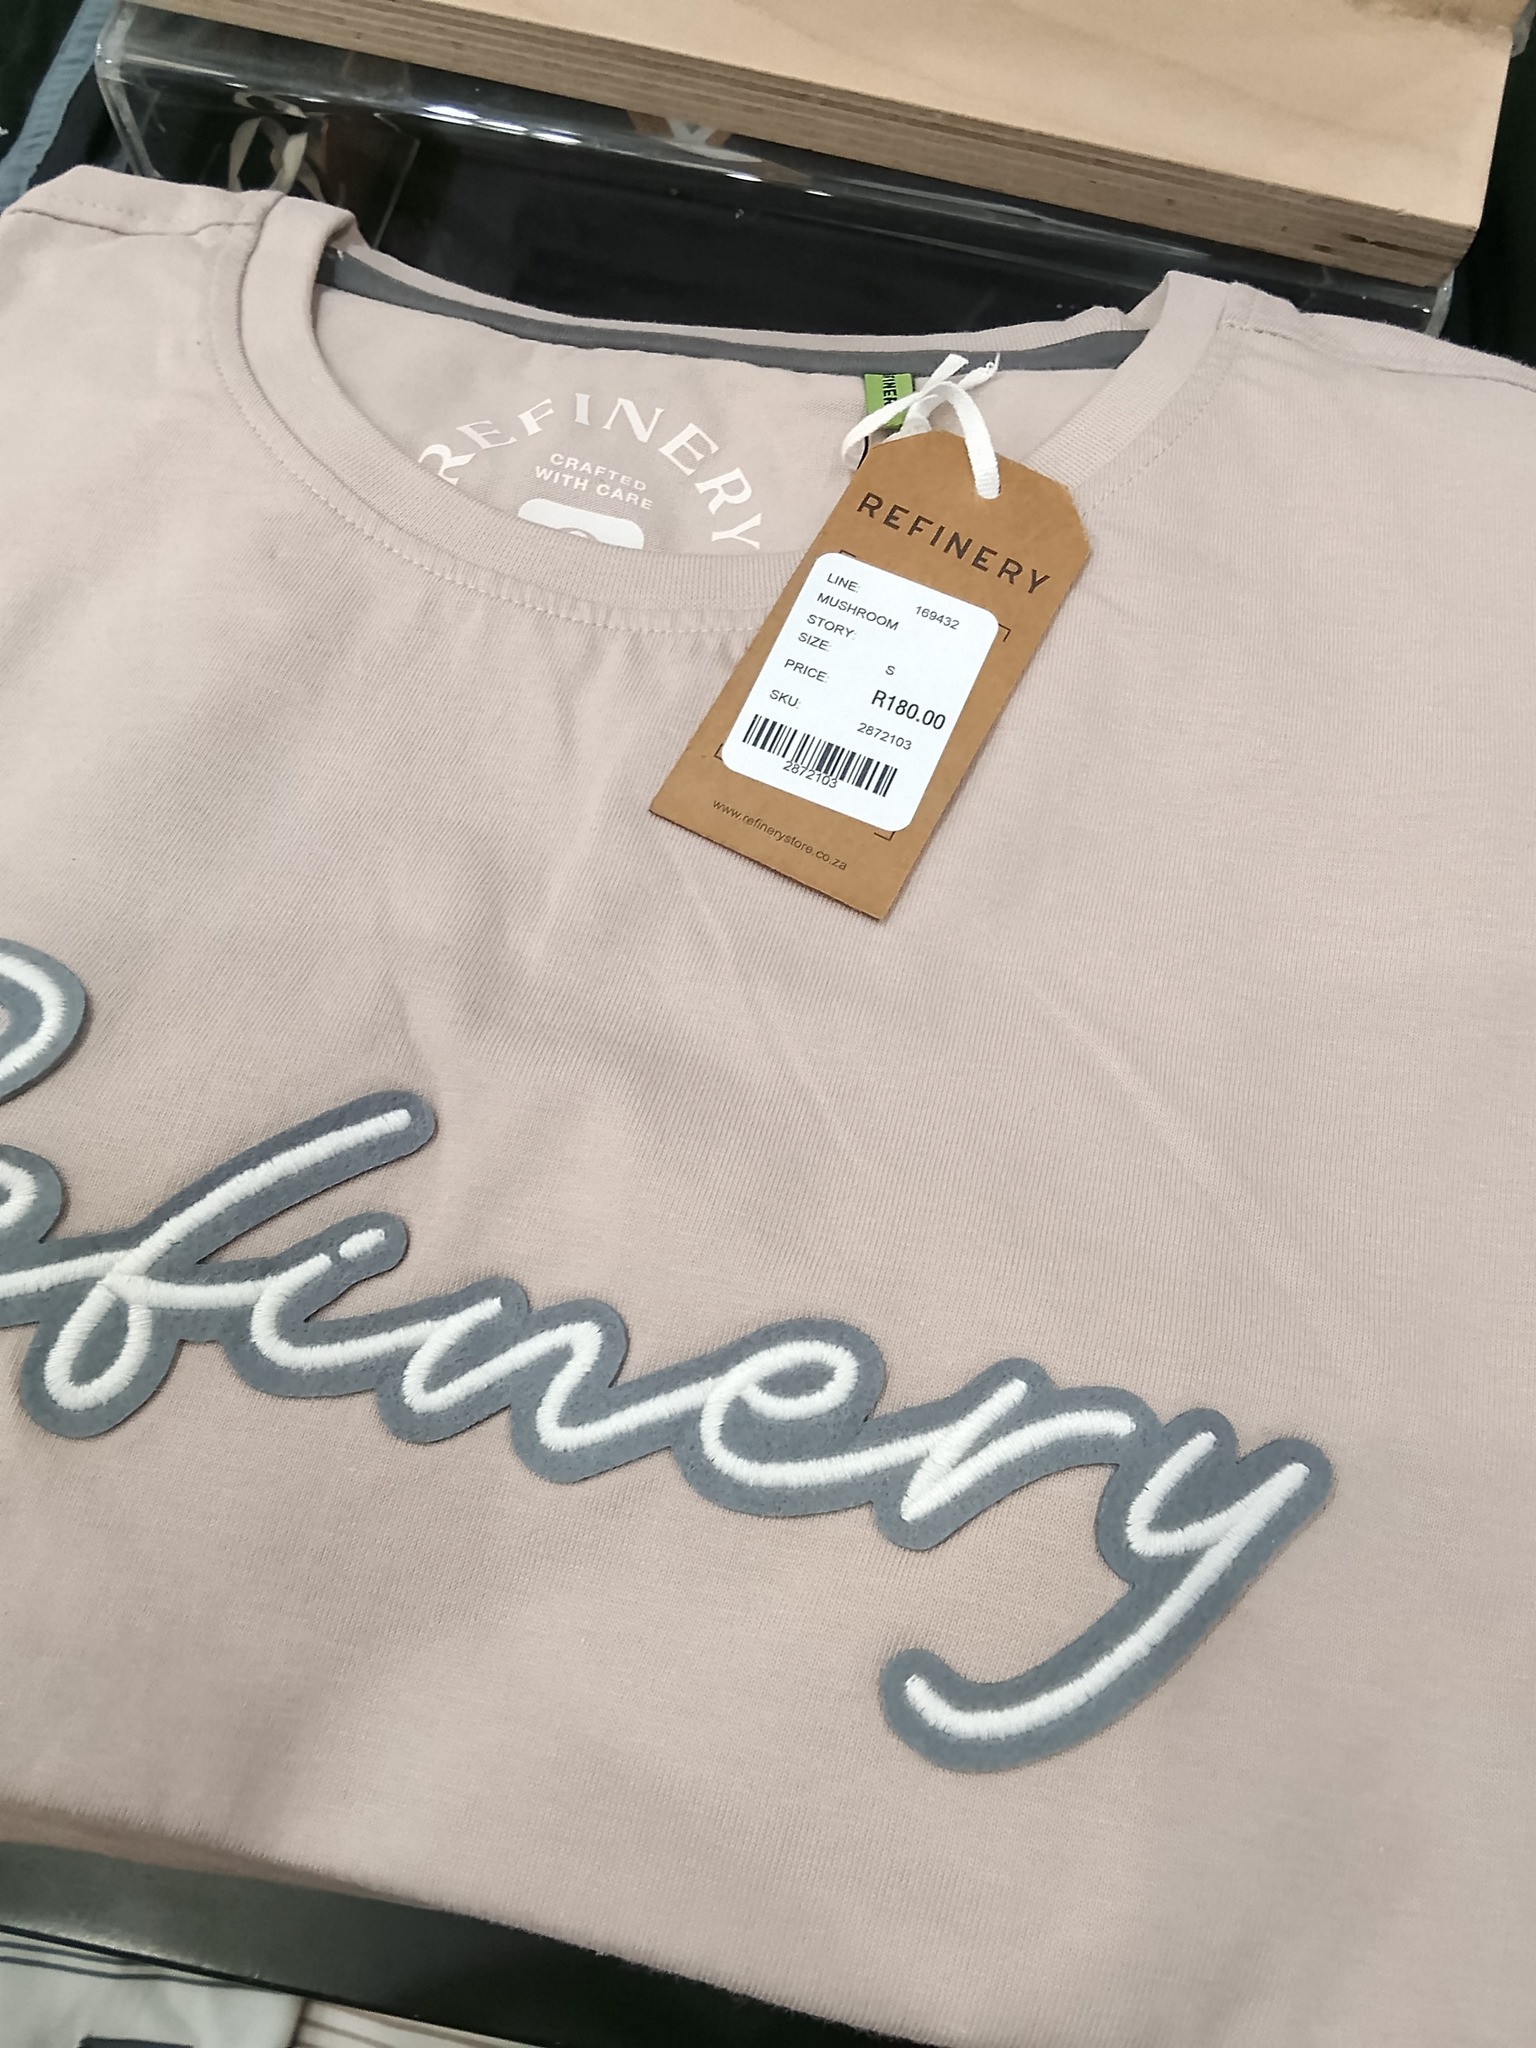 REFINERY
CRAFTED
WITH CARE
REFINERY
LINE: 169432
MUSHROOM
STORY:
SIZE: S
PRICE: R180.00
SKU: 2872103
2872103
www.refinerystore.co.za
Refinery